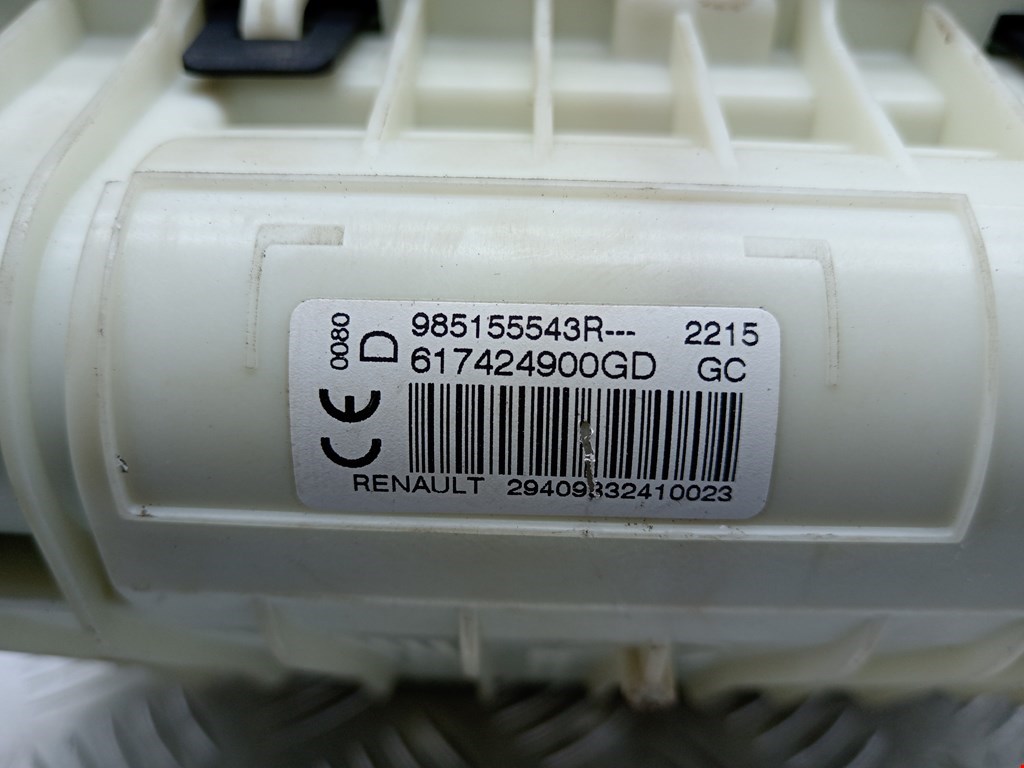 0080
D
CE
985155543R--- 2215
617424900GD GC
RENAULT